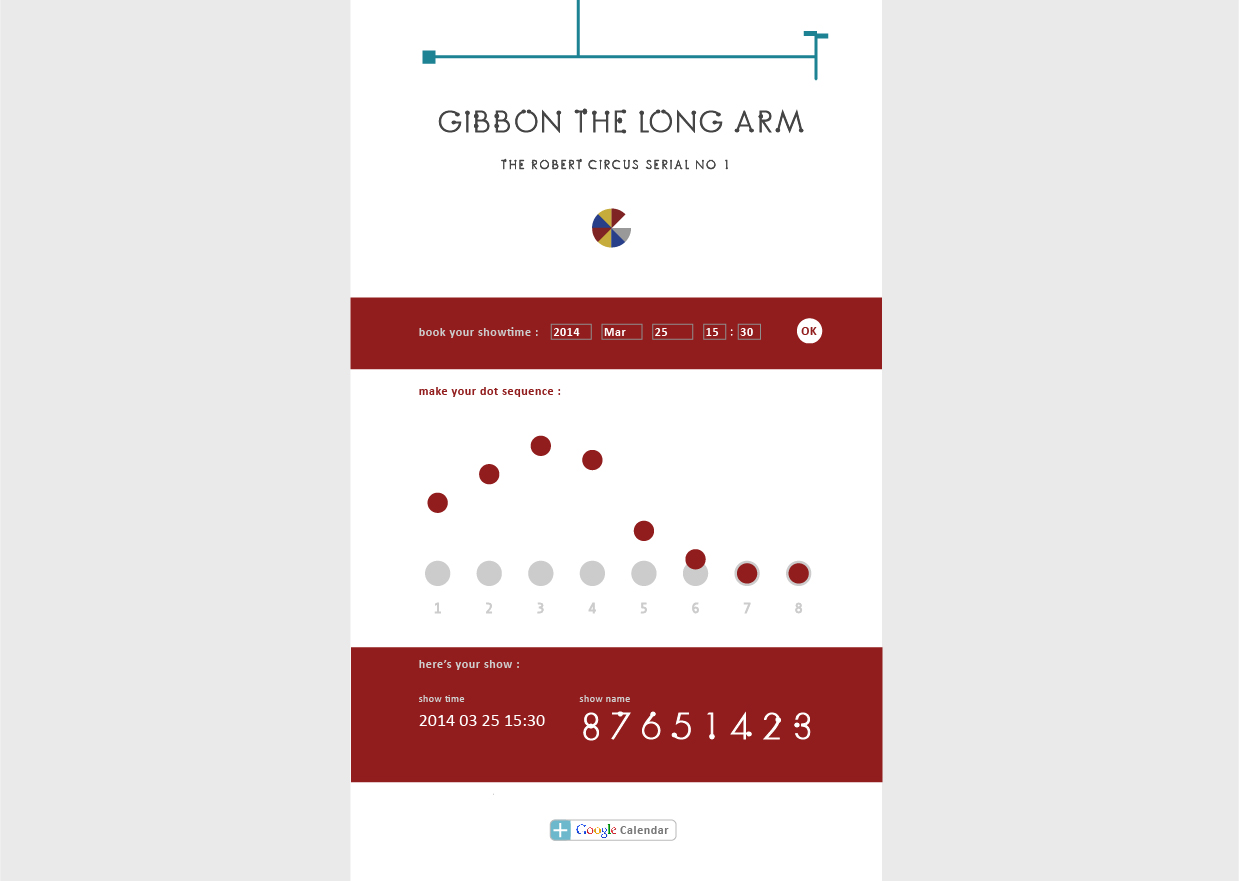 GIBBON THE LONG ARM
THE ROBERT CIRCUS SERIAL NO 1
book your showtime : 2014 Mar 25 15 : 30 OK
make your dot sequence :
1 2 3 4 5 6 7 8
here's your show :
show time show name
2014 03 25 15:30 87651423
Google Calendar